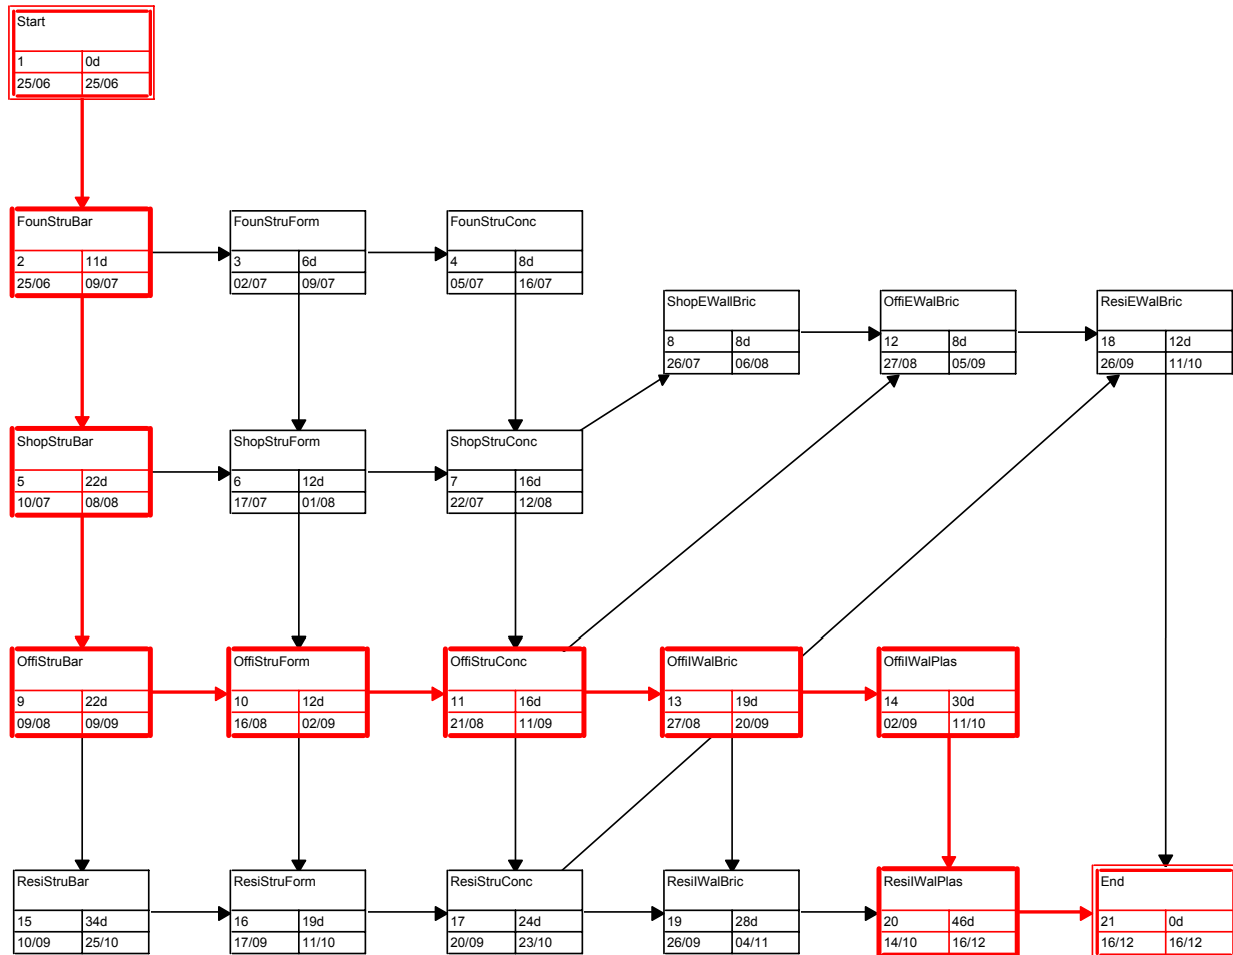 Start
1 0d
25/06 25/06
FounStruBar
2 11d
25/06 09/07
FounStruForm
3 6d
02/07 09/07
FounStruConc
4 8d
05/07 16/07
ShopEWallBric
8 8d
26/07 06/08
OffiEWalBric
12 8d
27/08 05/09
ResiEWalBric
18 12d
26/09 11/10
ShopStruBar
5 22d
10/07 08/08
ShopStruForm
6 12d
17/07 01/08
ShopStruConc
7 16d
22/07 12/08
OffiStruBar
9 22d
09/08 09/09
OffiStruForm
10 12d
16/08 02/09
OffiStruConc
11 16d
21/08 11/09
OffiIWalBric
13 19d
27/08 20/09
OffiIWalPlas
14 30d
02/09 11/10
ResiStruBar
15 34d
10/09 25/10
ResiStruForm
16 19d
17/09 11/10
ResiStruConc
17 24d
20/09 23/10
ResiIWalBric
19 28d
26/09 04/11
ResiIWalPlas
20 46d
14/10 16/12
End
21 0d
16/12 16/12